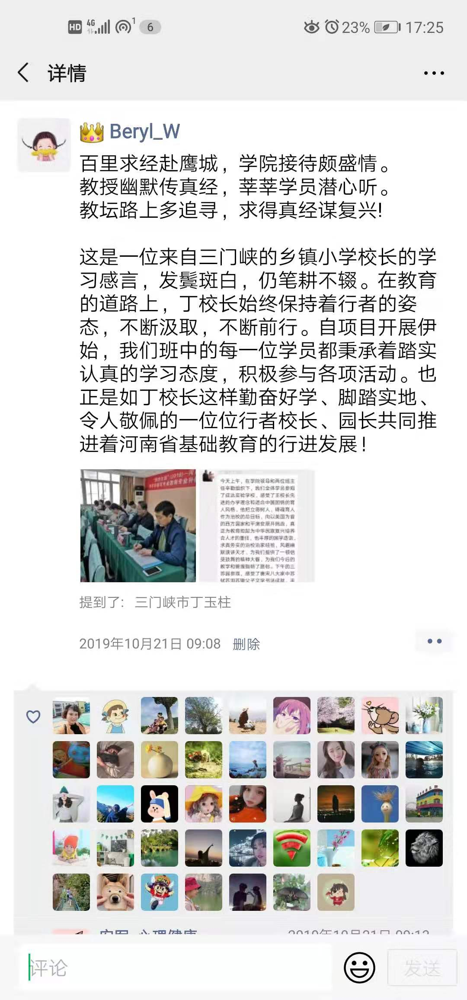 HD 4G 1 6 23% 17:25
详情
Beryl_W
百里求经赴鹰城，学院接待颇盛情。
教授幽默传真经，莘莘学员潜心听。
教坛路上多追寻，求得真经谋复兴!
这是一位来自三门峡的乡镇小学校长的学
习感言，发鬓斑白，仍笔耕不辍。在教育
的道路上，丁校长始终保持着行者的姿
态，不断汲取，不断前行。自项目开展伊
始，我们班中的每一位学员都秉承着踏实
认真的学习态度，积极参与各项活动。也
正是如丁校长这样勤奋好学、脚踏实地、
令人敬佩的一位位行者校长、园长共同推
进着河南省基础教育的行进发展！
今天上午，在学院领导和两位班主
任辛勤组织下，我们全体学员参观
了成达实验学校，感受了王校长先
进的办学理念和适合中国国情的育
人风格，他把立德树人，铸魂育人
作为治校的总目标，向以美国为首
的西方国家和平演变展开挑战，真
正为教育担起为中华民族复兴培养
合人才的重任，他丰厚的国学造诣，
求真务实的治校治家经验，风趣幽
默演讲天才，为我们提供了一顿倍
受鼓舞的精神大餐，为我们今后的
教学和管理指明了路标。下午的三
苏园参观，感受了唐宋八大家中苏
轼苏洵苏辙父子文学书法成就，
提到了：三门峡市丁玉柱
2019年10月21日 09:08 删除
心理健康 2019年10月21日 09:12
评论
发送